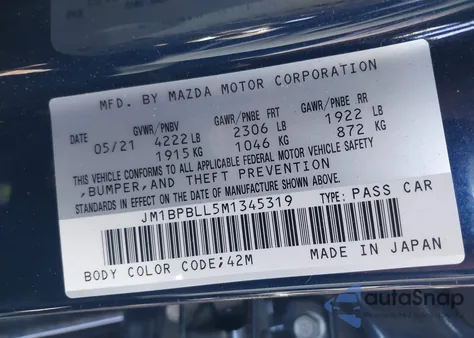 MFD. BY MAZDA MOTOR CORPORATION
DATE GVWR/PNBV GAWR/PNBE FRT GAWR/PNBE RR
05/21 4222 LB 2306 LB 1922 LB
1915 KG 1046 KG 872 KG
THIS VEHICLE CONFORMS TO ALL APPLICABLE FEDERAL MOTOR VEHICLE SAFETY
,BUMPER,AND THEFT PREVENTION
STANDARDS IN EFFECT ON THE DATE OF MANUFACTURE SHOWN ABOVE.
JM1BPBLL5M1345319 TYPE: PASS CAR
BODY COLOR CODE;42M MADE IN JAPAN
autoSnap